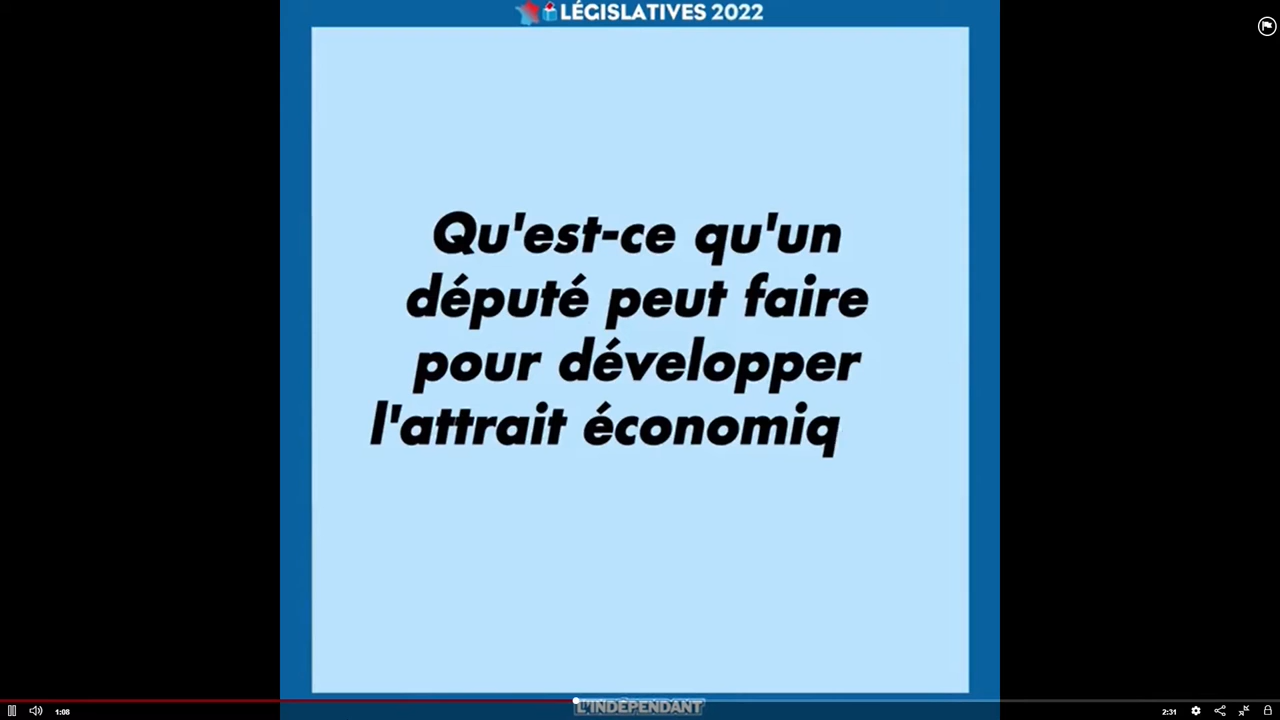 LÉGISLATIVES 2022
Qu'est-ce qu'un
député peut faire
pour développer
l'attrait économiq
L'INDÉPENDANT
1:08
2:31